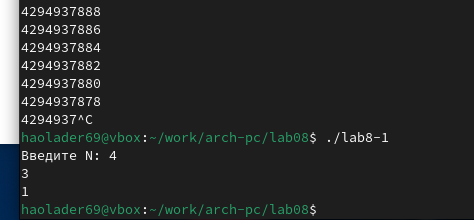 4294937888
4294937886
4294937884
4294937882
4294937880
4294937878
4294937^C
haolader69@vbox:~/work/arch-pc/lab08$ ./lab8-1
Введите N: 4
3
1
haolader69@vbox:~/work/arch-pc/lab08$